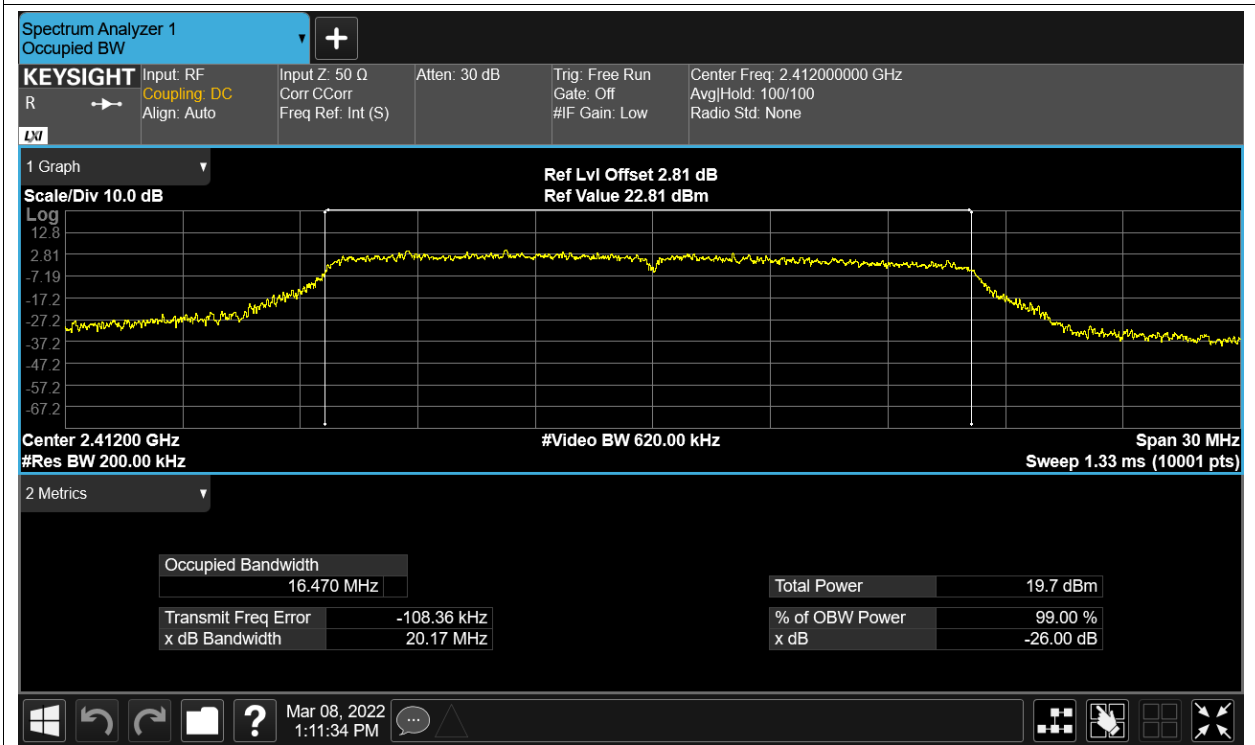 Spectrum Analyzer 1
Occupied BW
+
KEYSIGHT Input: RF Input Z: 50 Ω Atten: 30 dB Trig: Free Run Center Freq: 2.412000000 GHz
R Coupling: DC Corr CCorr Gate: Off Avg|Hold: 100/100
Align: Auto Freq Ref: Int (S) #IF Gain: Low Radio Std: None
LXI
1 Graph
Ref Lvl Offset 2.81 dB
Scale/Div 10.0 dB Ref Value 22.81 dBm
Log
12.8
2.81
-7.19
-17.2
-27.2
-37.2
-47.2
-57.2
-67.2
Center 2.41200 GHz #Video BW 620.00 kHz Span 30 MHz
#Res BW 200.00 kHz Sweep 1.33 ms (10001 pts)
2 Metrics
Occupied Bandwidth
16.470 MHz Total Power 19.7 dBm
Transmit Freq Error -108.36 kHz % of OBW Power 99.00 %
x dB Bandwidth 20.17 MHz x dB -26.00 dB
? Mar 08, 2022
1:11:34 PM